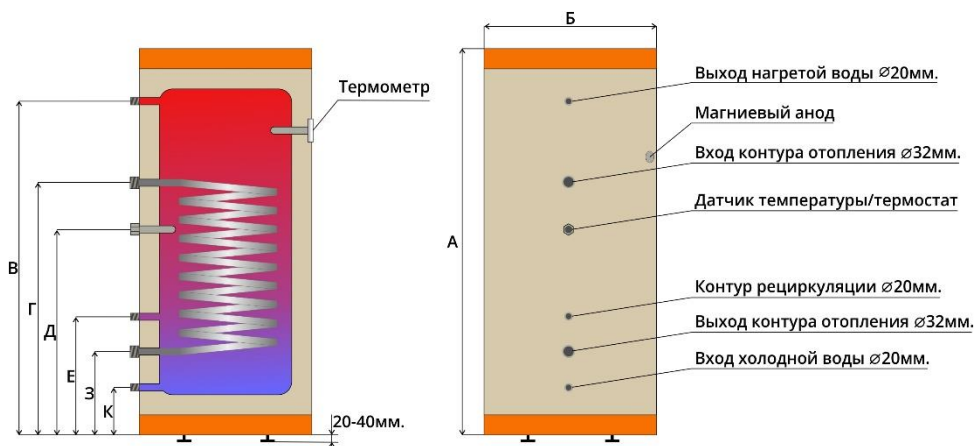 Термометр
В
Г
Д
Е
З
К
20-40мм.
Б
А
Выход нагретой воды ⌀20мм.
Магниевый анод
Вход контура отопления ⌀32мм.
Датчик температуры/термостат
Контур рециркуляции ⌀20мм.
Выход контура отопления ⌀32мм.
Вход холодной воды ⌀20мм.